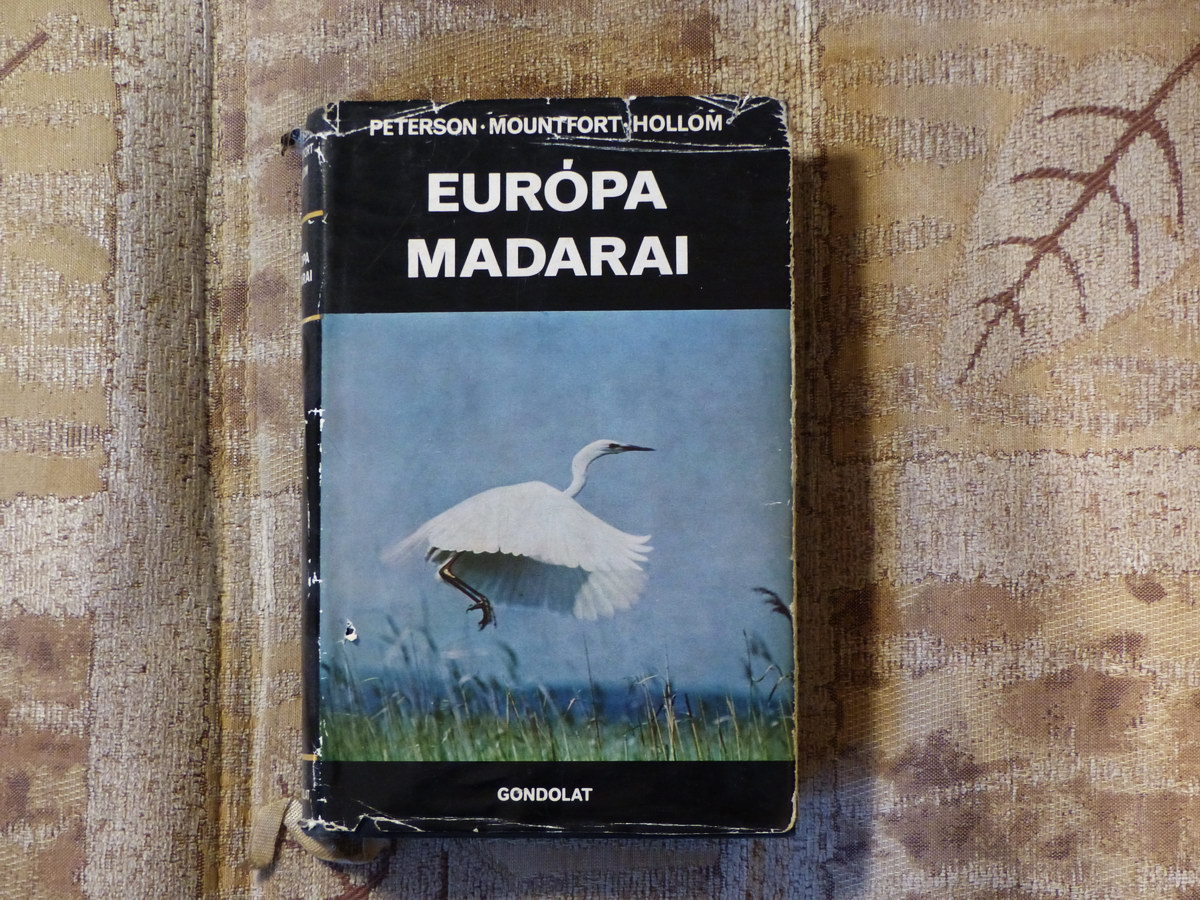 PETERSON · MOUNTFORT · HOLLOM
EURÓPA
MADARAI
GONDOLAT